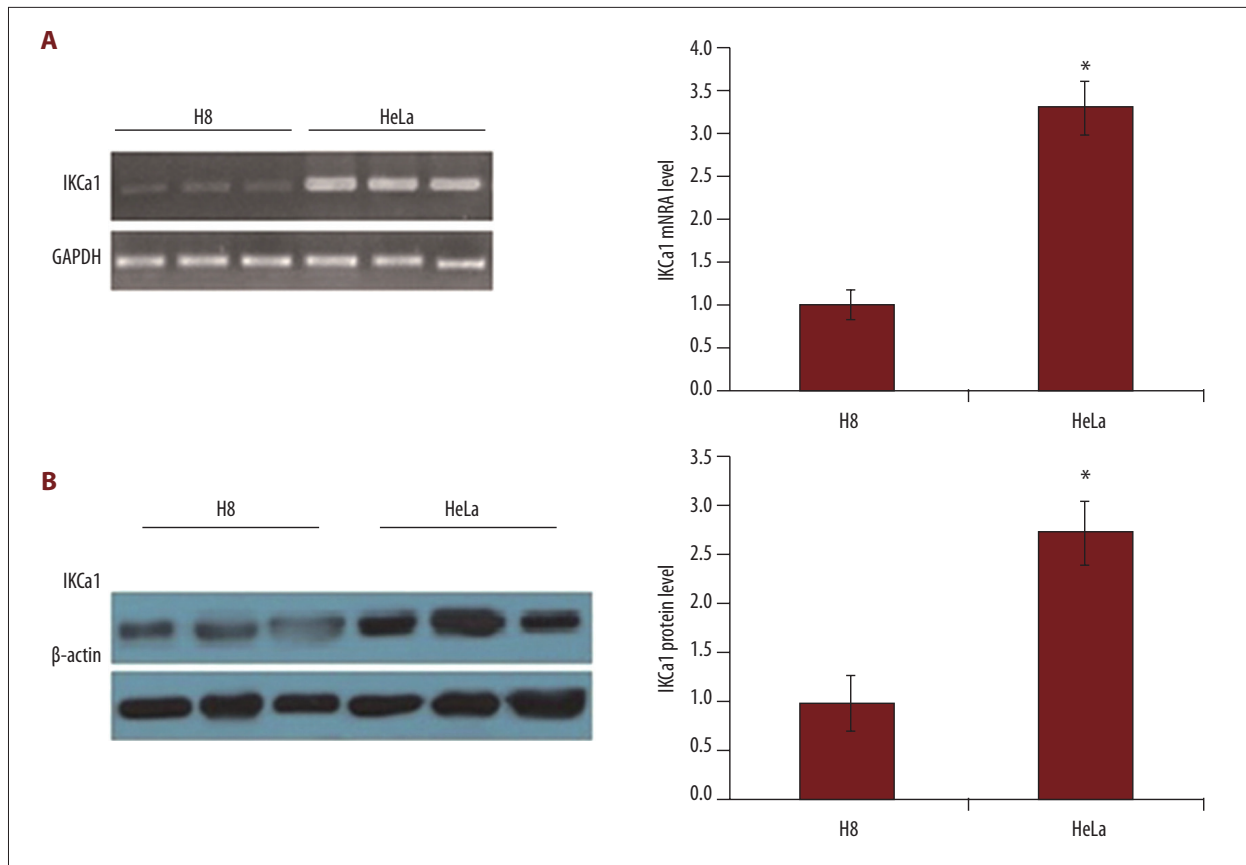 A
H8 HeLa
IKCa1
GAPDH
IKCa1 mNRA level
4.0
3.5
3.0
2.5
2.0
1.5
1.0
0.5
0.0
*
H8 HeLa
B
H8 HeLa
IKCa1
β-actin
IKCa1 protein level
3.5
3.0
2.5
2.0
1.5
1.0
0.5
0.0
*
H8 HeLa